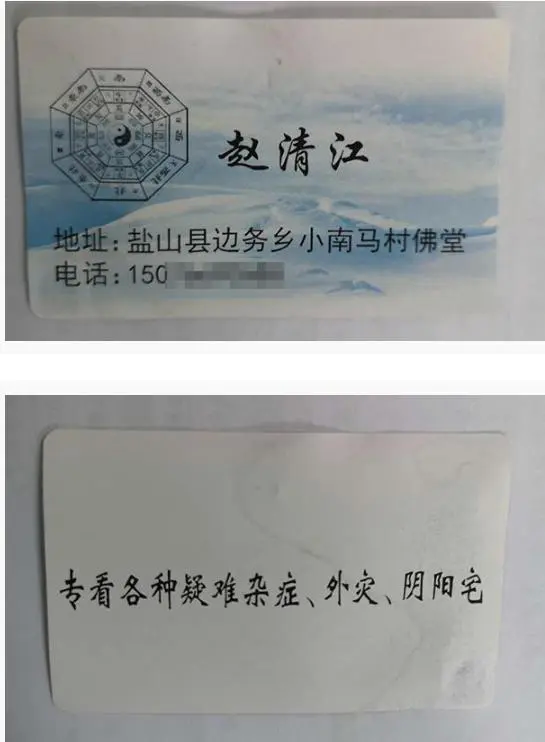 赵清江
地址:盐山县边务乡小南马村佛堂
电话:150
专看各种疑难杂症、外灾、阴阳宅